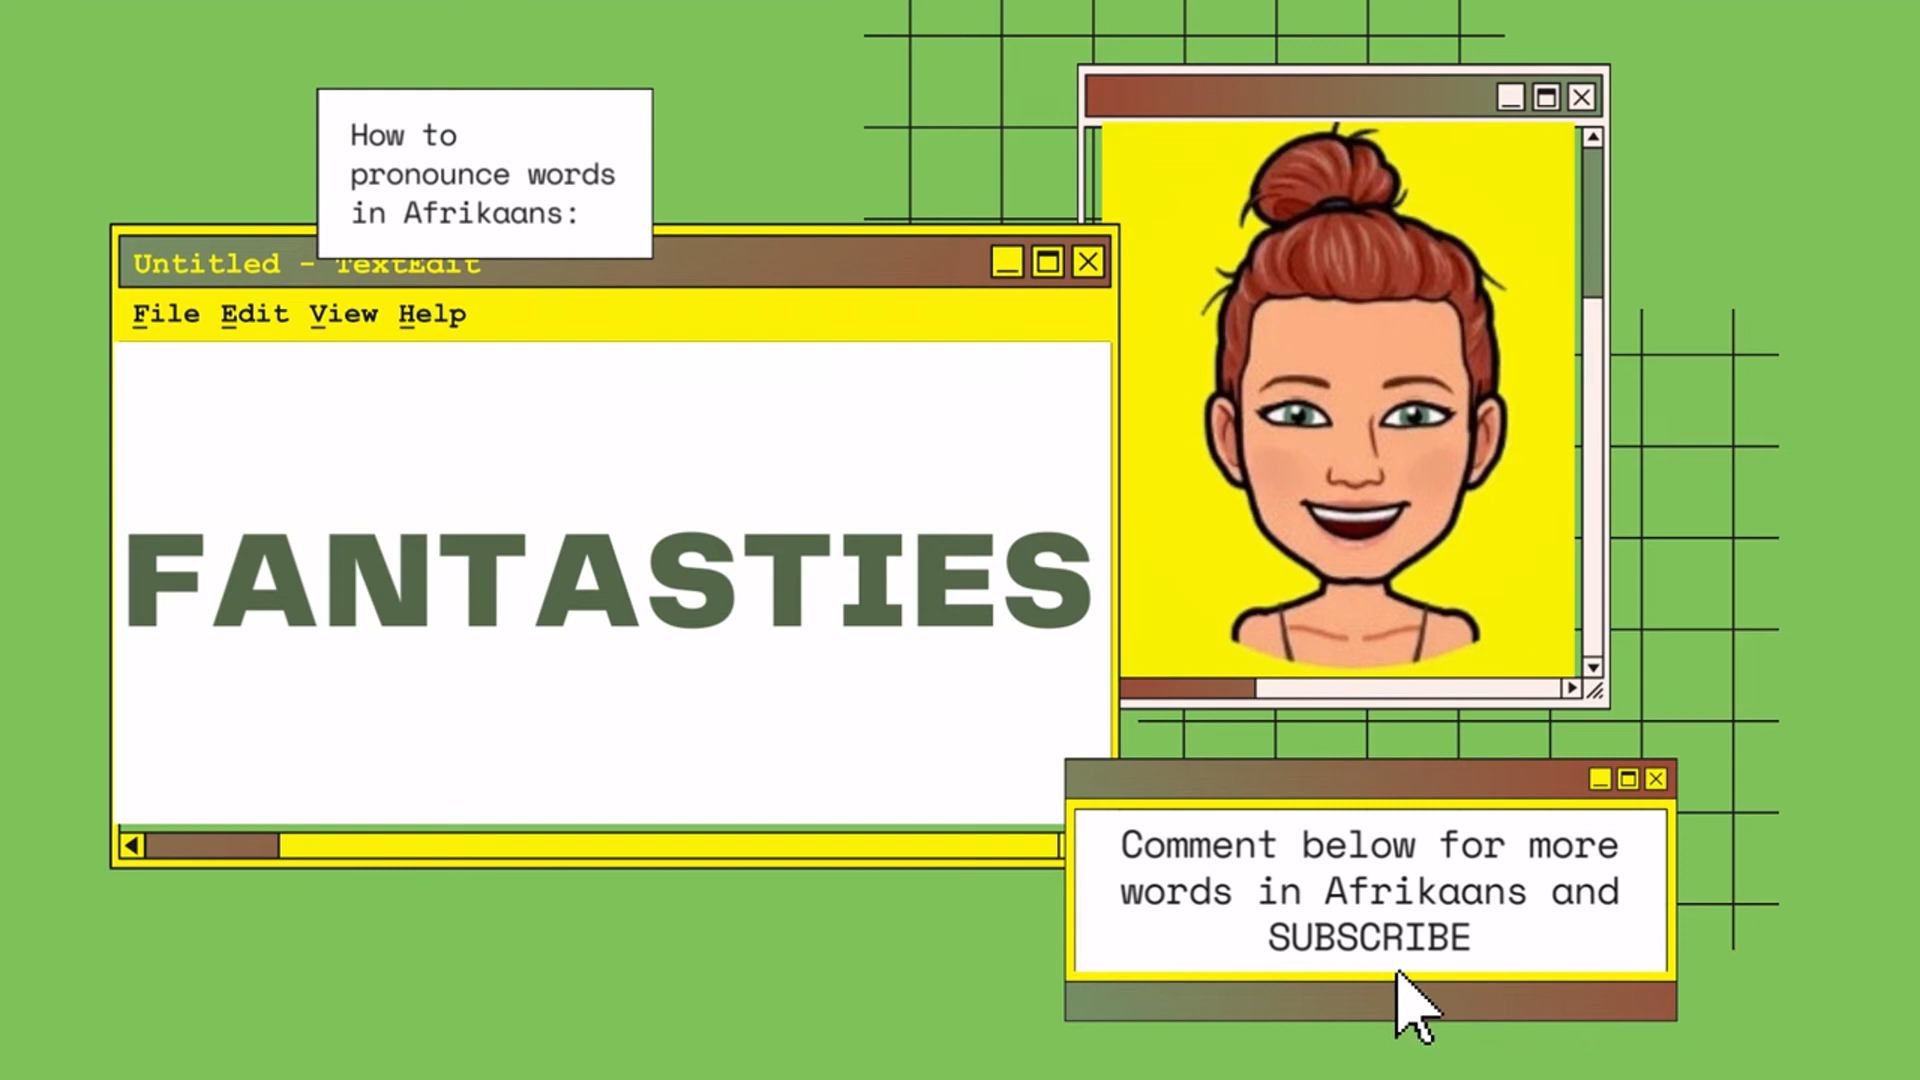 How to
pronounce words
in Afrikaans:
Untitled - TextEdit
File Edit View Help
FANTASTIES
Comment below for more
words in Afrikaans and
SUBSCRIBE